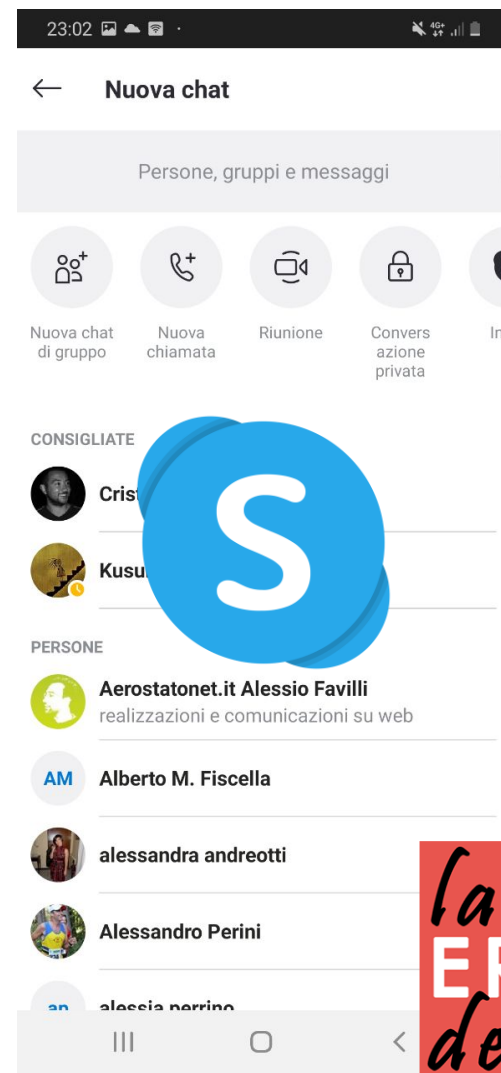 23:02
4G+
Nuova chat
Persone, gruppi e messaggi
Nuova chat
di gruppo
Nuova
chiamata
Riunione
Convers
azione
privata
CONSIGLIATE
S
PERSONE
Aerostatonet.it Alessio Favilli
realizzazioni e comunicazioni su web
AM Alberto M. Fiscella
alessandra andreotti
Alessandro Perini
alessia perrino